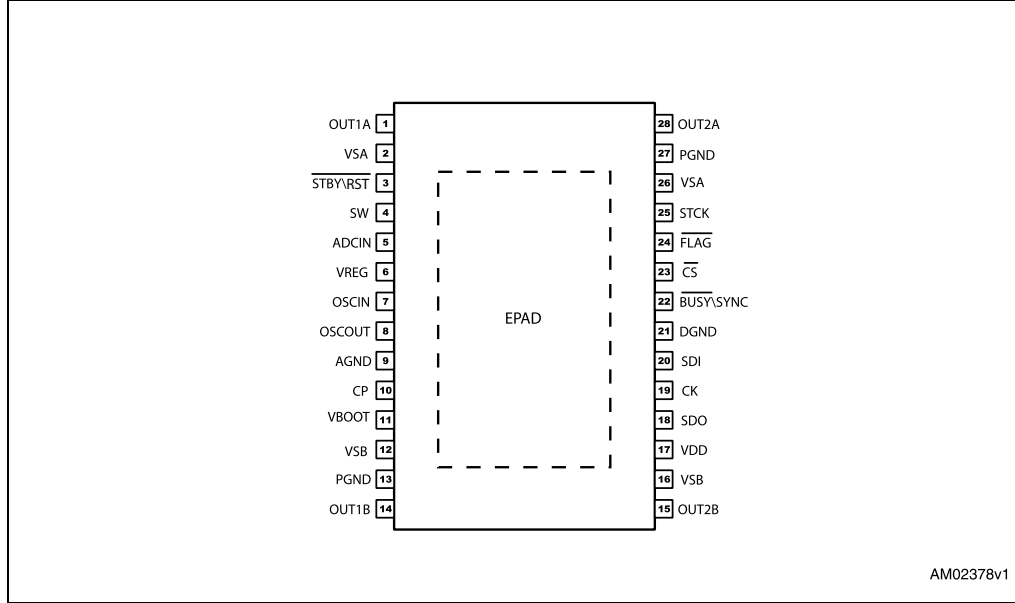 OUT1A 1
VSA 2
STBY\RST 3
SW 4
ADCIN 5
VREG 6
OSCIN 7
OSCOUT 8
AGND 9
CP 10
VBOOT 11
VSB 12
PGND 13
OUT1B 14
EPAD
28 OUT2A
27 PGND
26 VSA
25 STCK
24 FLAG
23 CS
22 BUSY\SYNC
21 DGND
20 SDI
19 CK
18 SDO
17 VDD
16 VSB
15 OUT2B
AM02378v1